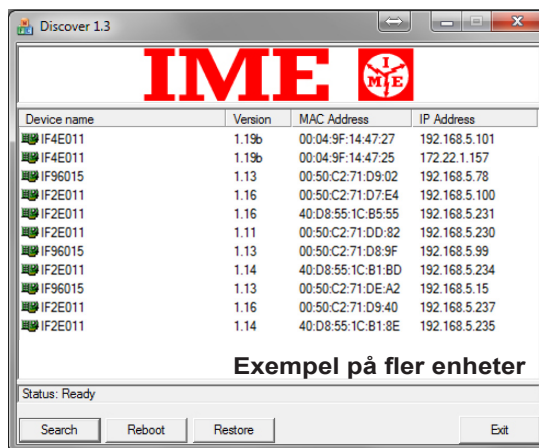 Discover 1.3
IME IME
Device name Version MAC Address IP Address
IF4E011 1.19b 00:04:9F:14:47:27 192.168.5.101
IF4E011 1.19b 00:04:9F:14:47:25 172.22.1.157
IF96015 1.13 00:50:C2:71:D9:02 192.168.5.78
IF2E011 1.16 00:50:C2:71:D7:E4 192.168.5.100
IF2E011 1.16 40:D8:55:1C:B5:55 192.168.5.231
IF2E011 1.11 00:50:C2:71:DD:82 192.168.5.230
IF96015 1.13 00:50:C2:71:D8:9F 192.168.5.99
IF2E011 1.14 40:D8:55:1C:B1:BD 192.168.5.234
IF96015 1.13 00:50:C2:71:DE:A2 192.168.5.15
IF2E011 1.16 00:50:C2:71:D9:40 192.168.5.237
IF2E011 1.14 40:D8:55:1C:B1:8E 192.168.5.235
Exempel på fler enheter
Status: Ready
Search Reboot Restore Exit